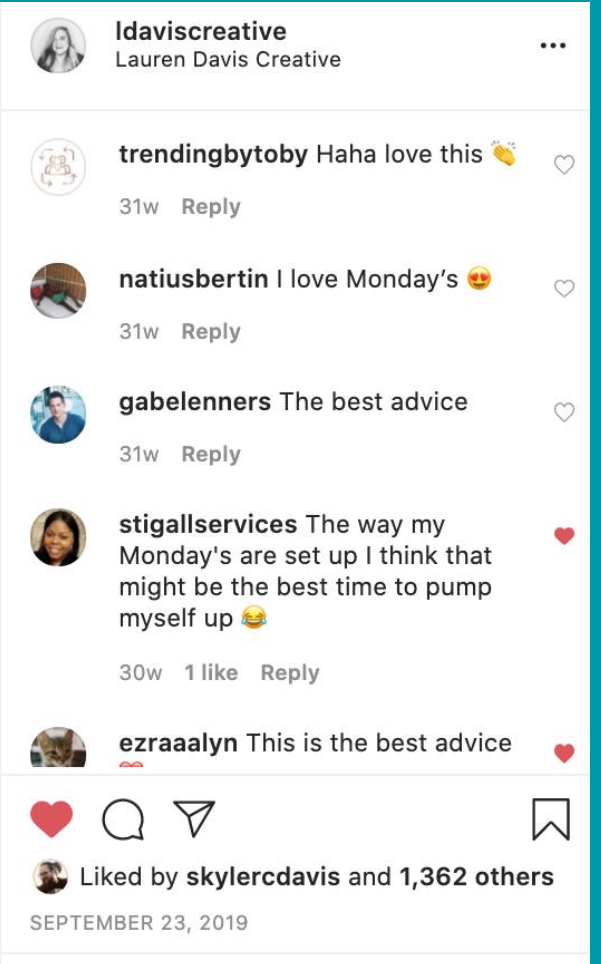 ldaviscreative
Lauren Davis Creative
trendingbytoby Haha love this 👏
31w Reply
natiusbertin I love Monday's 😍
31w Reply
gabelenners The best advice
31w Reply
stigallservices The way my
Monday's are set up I think that
might be the best time to pump
myself up 😂
30w 1 like Reply
ezraaalyn This is the best advice
Liked by skylercdavis and 1,362 others
SEPTEMBER 23, 2019